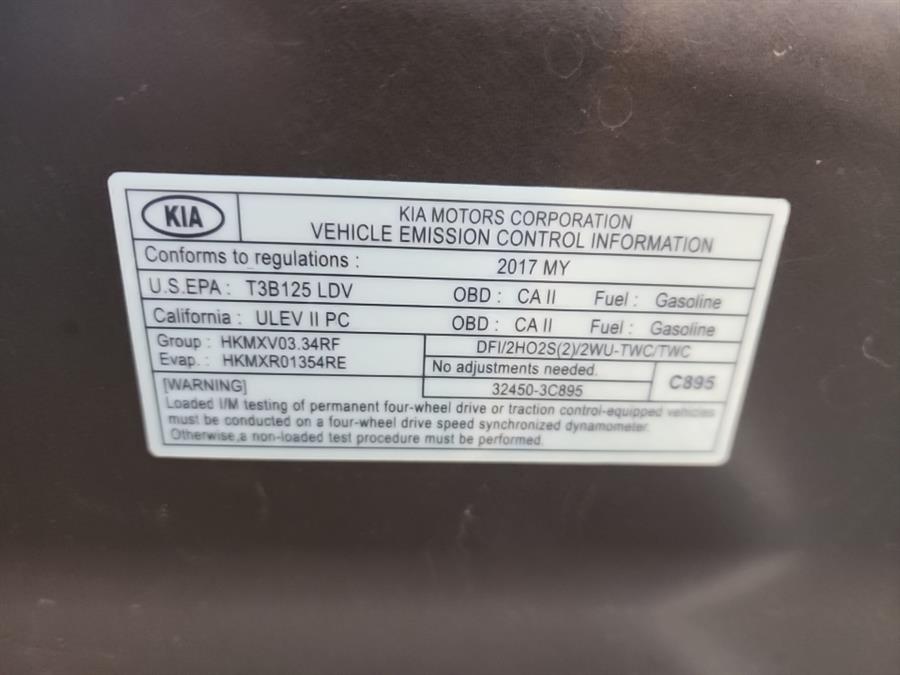 KIA
KIA MOTORS CORPORATION
VEHICLE EMISSION CONTROL INFORMATION
Conforms to regulations : 2017 MY
U.S.EPA : T3B125 LDV OBD : CA II Fuel : Gasoline
California : ULEV II PC OBD : CA II Fuel : Gasoline
Group : HKMXV03.34RF
Evap. : HKMXR01354RE
DFI/2HO2S(2)/2WU-TWC/TWC
No adjustments needed.
32450-3C895
C895
[WARNING]
Loaded I/M testing of permanent four-wheel drive or traction control-equipped vehicles
must be conducted on a four-wheel drive speed synchronized dynamometer.
Otherwise,a non-loaded test procedure must be performed.